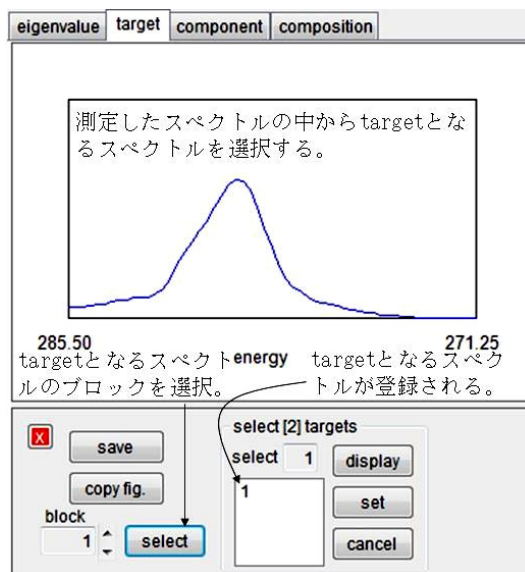 eigenvalue target component composition
測定したスペクトルの中からtargetとな
るスペクトルを選択する。
285.50 271.25
energy
targetとなるスペクト
ルのブロックを選択。
targetとなるスペク
トルが登録される。
X
save
copy fig.
block
1
select
select [2] targets
select 1
1
display
set
cancel